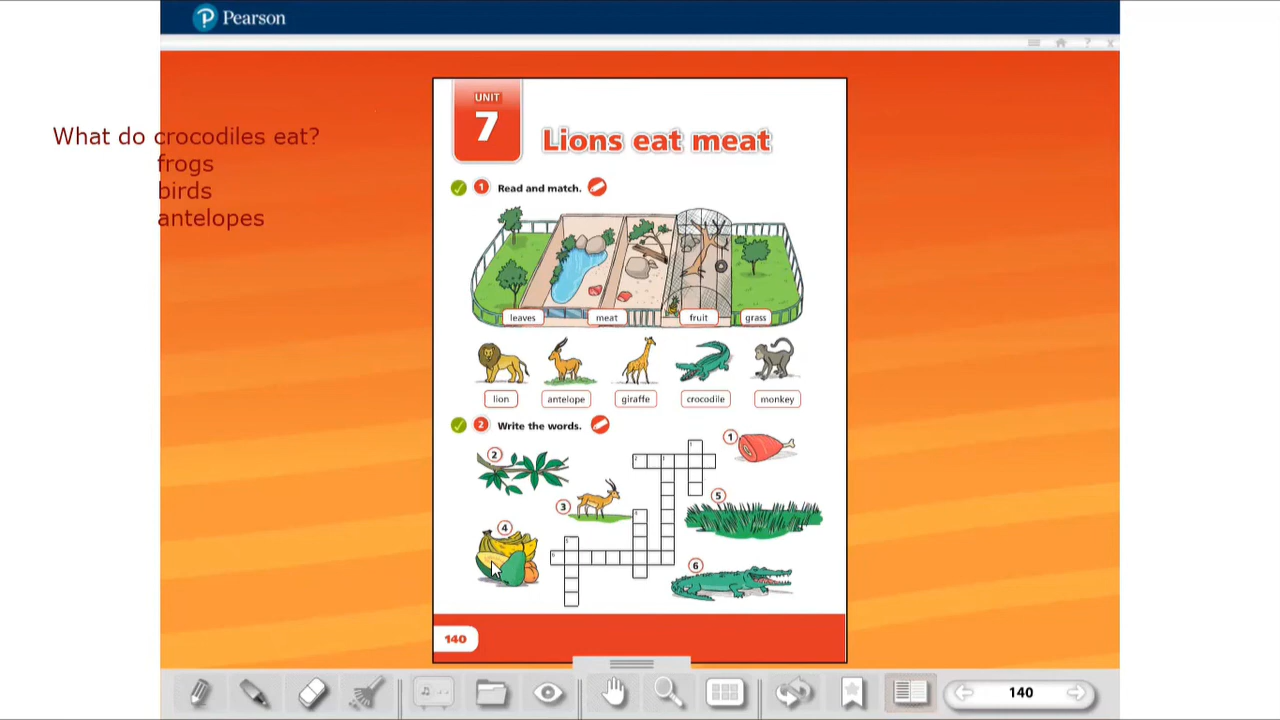 Pearson
What do crocodiles eat?
frogs
birds
antelopes
UNIT
7
Lions eat meat
1 Read and match.
leaves meat fruit grass
lion antelope giraffe crocodile monkey
2 Write the words.
1
2
3
4
5
6
140
140